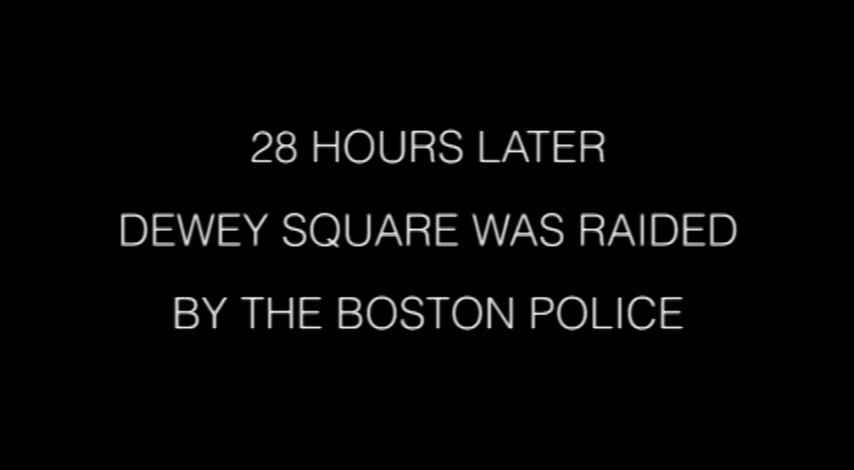 28 HOURS LATER
DEWEY SQUARE WAS RAIDED
BY THE BOSTON POLICE